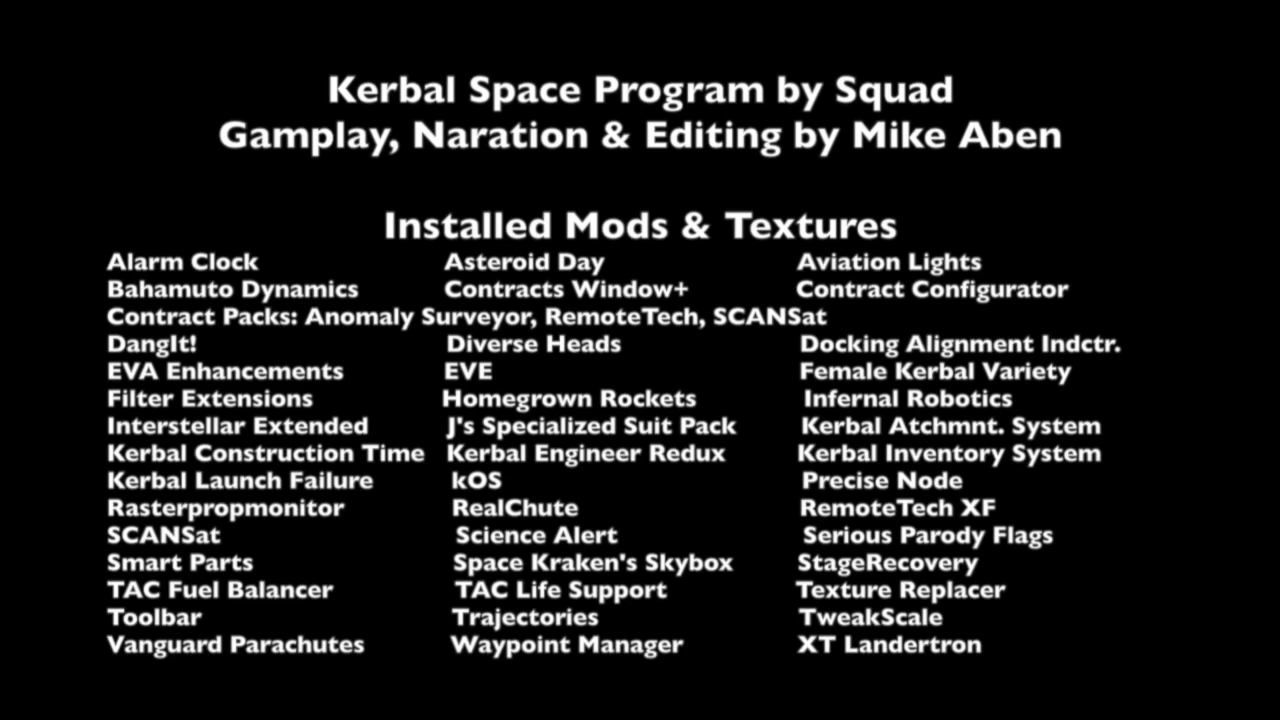 Kerbal Space Program by Squad
Gamplay, Naration & Editing by Mike Aben
Installed Mods & Textures
Alarm Clock Asteroid Day Aviation Lights
Bahamuto Dynamics Contracts Window+ Contract Configurator
Contract Packs: Anomaly Surveyor, RemoteTech, SCANSat
DangIt! Diverse Heads Docking Alignment Indctr.
EVA Enhancements EVE Female Kerbal Variety
Filter Extensions Homegrown Rockets Infernal Robotics
Interstellar Extended J's Specialized Suit Pack Kerbal Atchmnt. System
Kerbal Construction Time Kerbal Engineer Redux Kerbal Inventory System
Kerbal Launch Failure kOS Precise Node
Rasterpropmonitor RealChute RemoteTech XF
SCANSat Science Alert Serious Parody Flags
Smart Parts Space Kraken's Skybox StageRecovery
TAC Fuel Balancer TAC Life Support Texture Replacer
Toolbar Trajectories TweakScale
Vanguard Parachutes Waypoint Manager XT Landertron